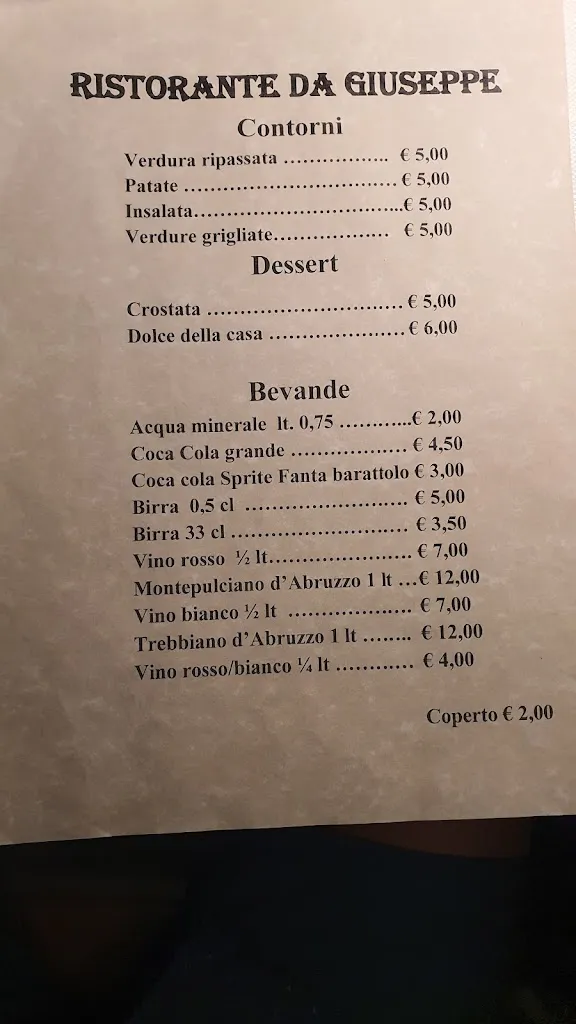 RISTORANTE DA GIUSEPPE
Contorni
Verdura ripassata .................. € 5,00
Patate .................................... € 5,00
Insalata.....................................€ 5,00
Verdure grigliate.................... € 5,00
Dessert
Crostata ................................. € 5,00
Dolce della casa .......................€ 6,00
Bevande
Acqua minerale lt. 0,75 ............€ 2,00
Coca Cola grande .................... € 4,50
Coca cola Sprite Fanta barattolo € 3,00
Birra 0,5 cl ............................ € 5,00
Birra 33 cl .............................. € 3,50
Vino rosso ½ lt........................ € 7,00
Montepulciano d’Abruzzo 1 lt ...€ 12,00
Vino bianco ½ lt ..................... € 7,00
Trebbiano d’Abruzzo 1 lt ........ € 12,00
Vino rosso/bianco ¼ lt ............. € 4,00
Coperto € 2,00